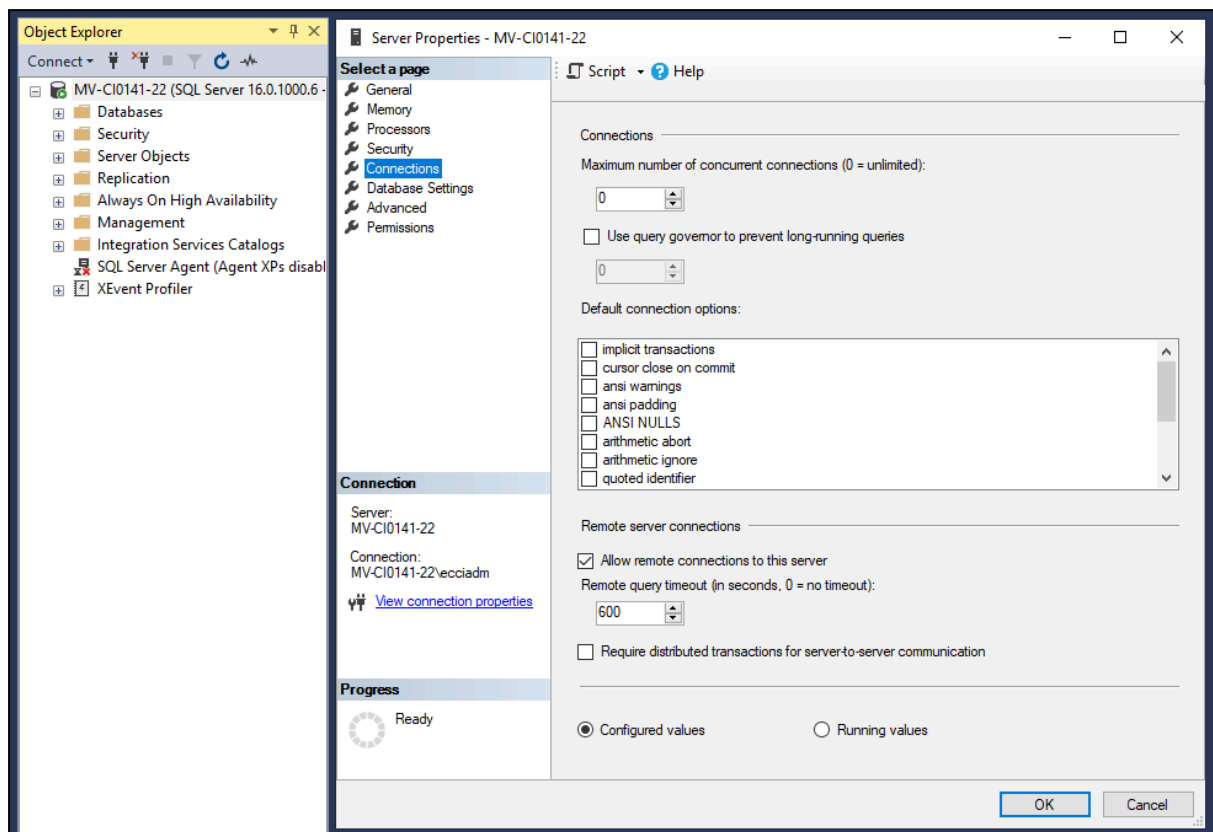 Object Explorer
Connect
MV-CI0141-22 (SQL Server 16.0.1000.6 -
Databases
Security
Server Objects
Replication
Always On High Availability
Management
Integration Services Catalogs
SQL Server Agent (Agent XPs disabl
XEvent Profiler
Server Properties - MV-CI0141-22
Select a page
General
Memory
Processors
Security
Connections
Database Settings
Advanced
Permissions
Connection
Server:
MV-CI0141-22
Connection:
MV-CI0141-22\ecciadm
View connection properties
Progress
Ready
Script
Help
Connections
Maximum number of concurrent connections (0 = unlimited):
0
Use query governor to prevent long-running queries
0
Default connection options:
implicit transactions
cursor close on commit
ansi warnings
ansi padding
ANSI NULLS
arithmetic abort
arithmetic ignore
quoted identifier
Remote server connections
Allow remote connections to this server
Remote query timeout (in seconds, 0 = no timeout):
600
Require distributed transactions for server-to-server communication
Configured values
Running values
OK
Cancel